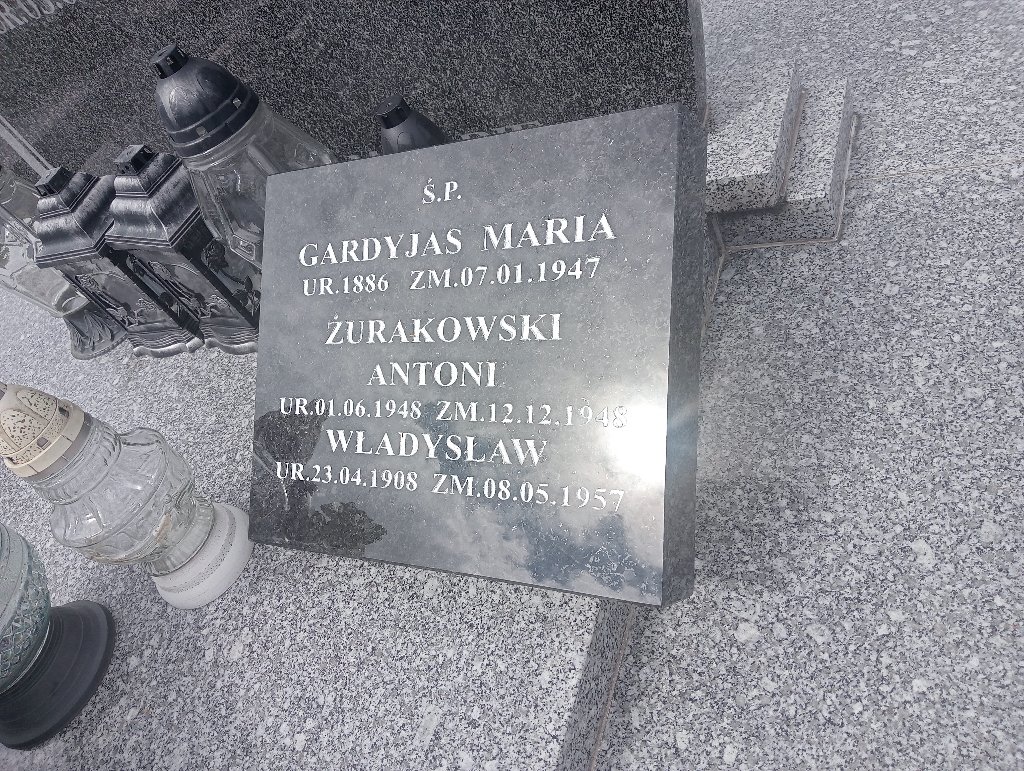 Ś.P.
GARDYJAS MARIA
UR.1886 ZM.07.01.1947
ŻURAKOWSKI
ANTONI
UR.01.06.1948 ZM.12.12.1948
WŁADYSŁAW
UR.23.04.1908 ZM.08.05.1957